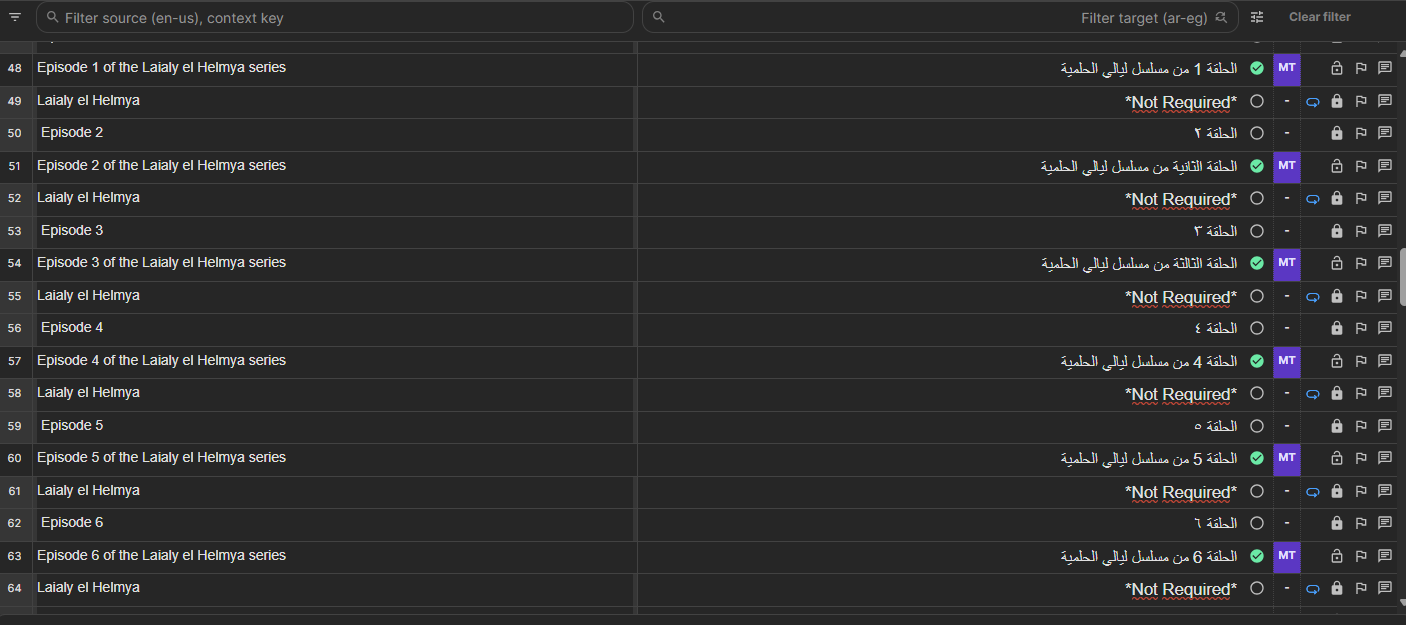 Filter source (en-us), context key
Filter target (ar-eg)
Clear filter
48 Episode 1 of the Laialy el Helmya series الحلقة 1 من مسلسل ليالي الحلمية MT
49 Laialy el Helmya *Not Required* -
50 Episode 2 الحلقة ٢ -
51 Episode 2 of the Laialy el Helmya series الحلقة الثانية من مسلسل ليالي الحلمية MT
52 Laialy el Helmya *Not Required* -
53 Episode 3 الحلقة ٣ -
54 Episode 3 of the Laialy el Helmya series الحلقة الثالثة من مسلسل ليالي الحلمية MT
55 Laialy el Helmya *Not Required* -
56 Episode 4 الحلقة ٤ -
57 Episode 4 of the Laialy el Helmya series الحلقة 4 من مسلسل ليالي الحلمية MT
58 Laialy el Helmya *Not Required* -
59 Episode 5 الحلقة ٥ -
60 Episode 5 of the Laialy el Helmya series الحلقة 5 من مسلسل ليالي الحلمية MT
61 Laialy el Helmya *Not Required* -
62 Episode 6 الحلقة ٦ -
63 Episode 6 of the Laialy el Helmya series الحلقة 6 من مسلسل ليالي الحلمية MT
64 Laialy el Helmya *Not Required* -